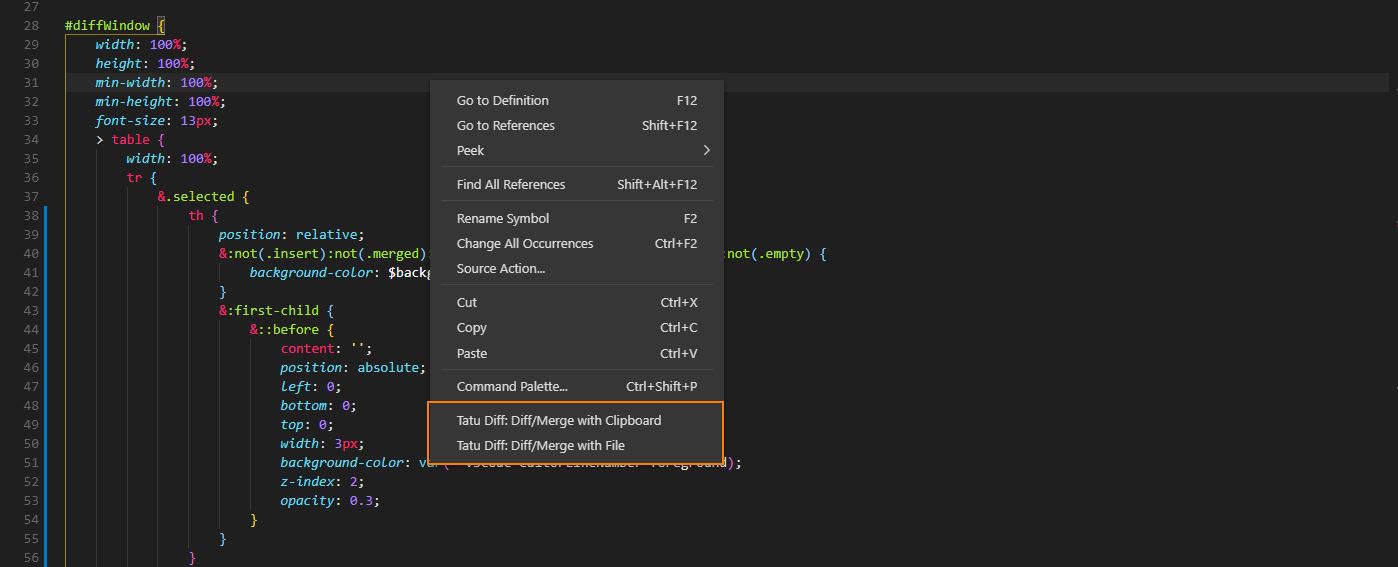 27
28 #diffWindow {
29 width: 100%;
30 height: 100%;
31 min-width: 100%;
32 min-height: 100%;
33 font-size: 13px;
34 > table {
35 width: 100%;
36 tr {
37 &.selected {
38 th {
39 position: relative;
40 &:not(.insert):not(.merged) :not(.empty) {
41 background-color: $backg
42 }
43 &:first-child {
44 &::before {
45 content: '';
46 position: absolute;
47 left: 0;
48 bottom: 0;
49 top: 0;
50 width: 3px;
51 background-color: var( );
52 z-index: 2;
53 opacity: 0.3;
54 }
55 }
56 }
Go to Definition F12
Go to References Shift+F12
Peek >
Find All References Shift+Alt+F12
Rename Symbol F2
Change All Occurrences Ctrl+F2
Source Action...
Cut Ctrl+X
Copy Ctrl+C
Paste Ctrl+V
Command Palette... Ctrl+Shift+P
Tatu Diff: Diff/Merge with Clipboard
Tatu Diff: Diff/Merge with File